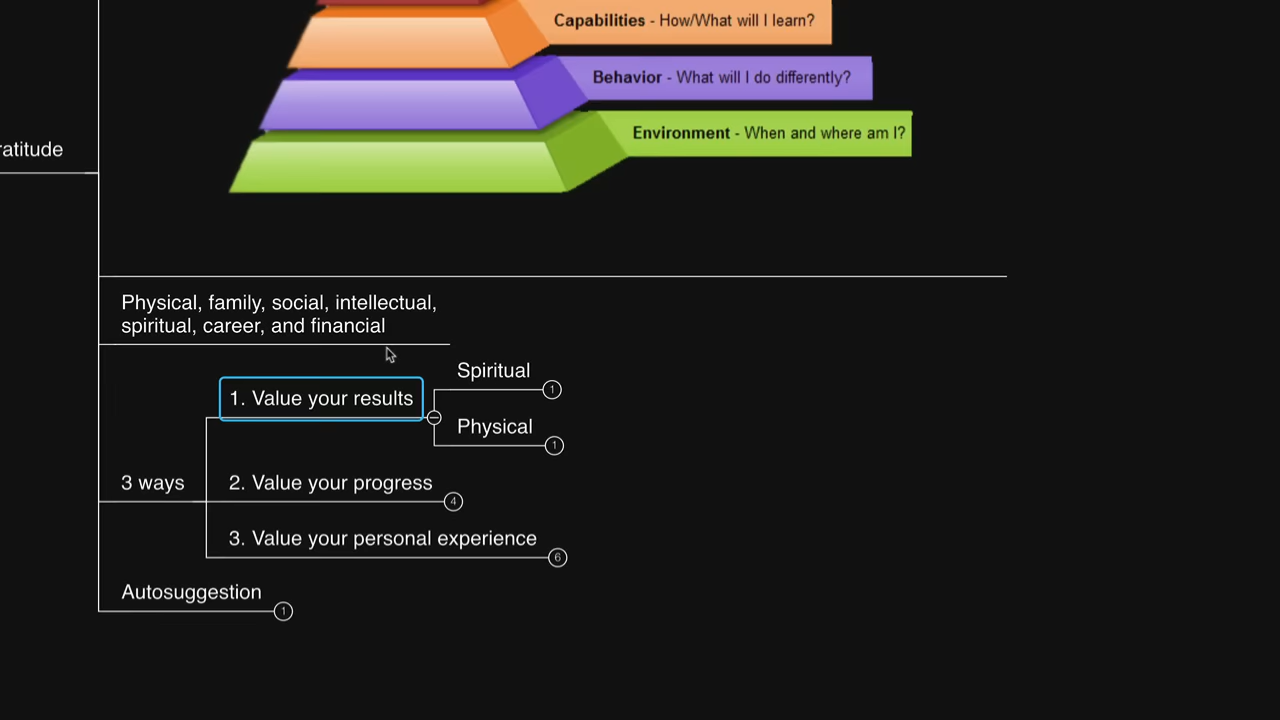 Capabilities - How/What will I learn?
Behavior - What will I do differently?
Environment - When and where am I?
ratitude
Physical, family, social, intellectual,
spiritual, career, and financial
Spiritual
1
1. Value your results
Physical
1
3 ways
2. Value your progress
4
3. Value your personal experience
6
Autosuggestion
1